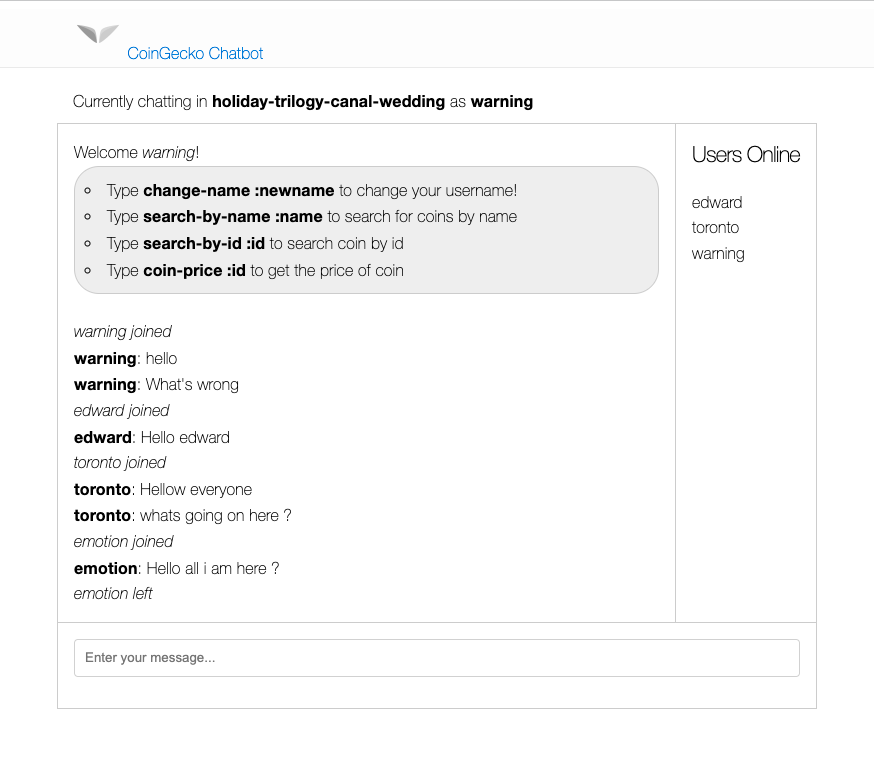 CoinGecko Chatbot
Currently chatting in holiday-trilogy-canal-wedding as warning
Welcome warning!
Type change-name :newname to change your username!
Type search-by-name :name to search for coins by name
Type search-by-id :id to search coin by id
Type coin-price :id to get the price of coin
warning joined
warning: hello
warning: What's wrong
edward joined
edward: Hello edward
toronto joined
toronto: Hellow everyone
toronto: whats going on here ?
emotion joined
emotion: Hello all i am here ?
emotion left
Users Online
edward
toronto
warning
Enter your message...